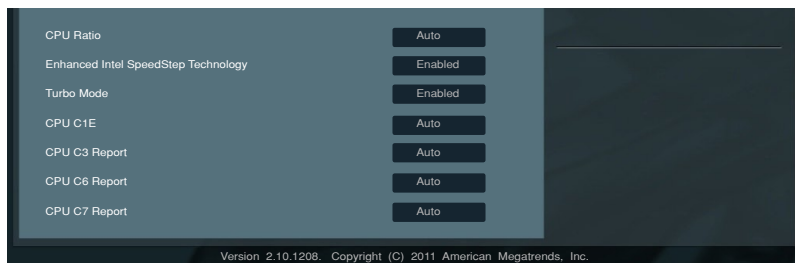 CPU Ratio Auto
Enhanced Intel SpeedStep Technology Enabled
Turbo Mode Enabled
CPU C1E Auto
CPU C3 Report Auto
CPU C6 Report Auto
CPU C7 Report Auto
Version 2.10.1208. Copyright (C) 2011 American Megatrends, Inc.